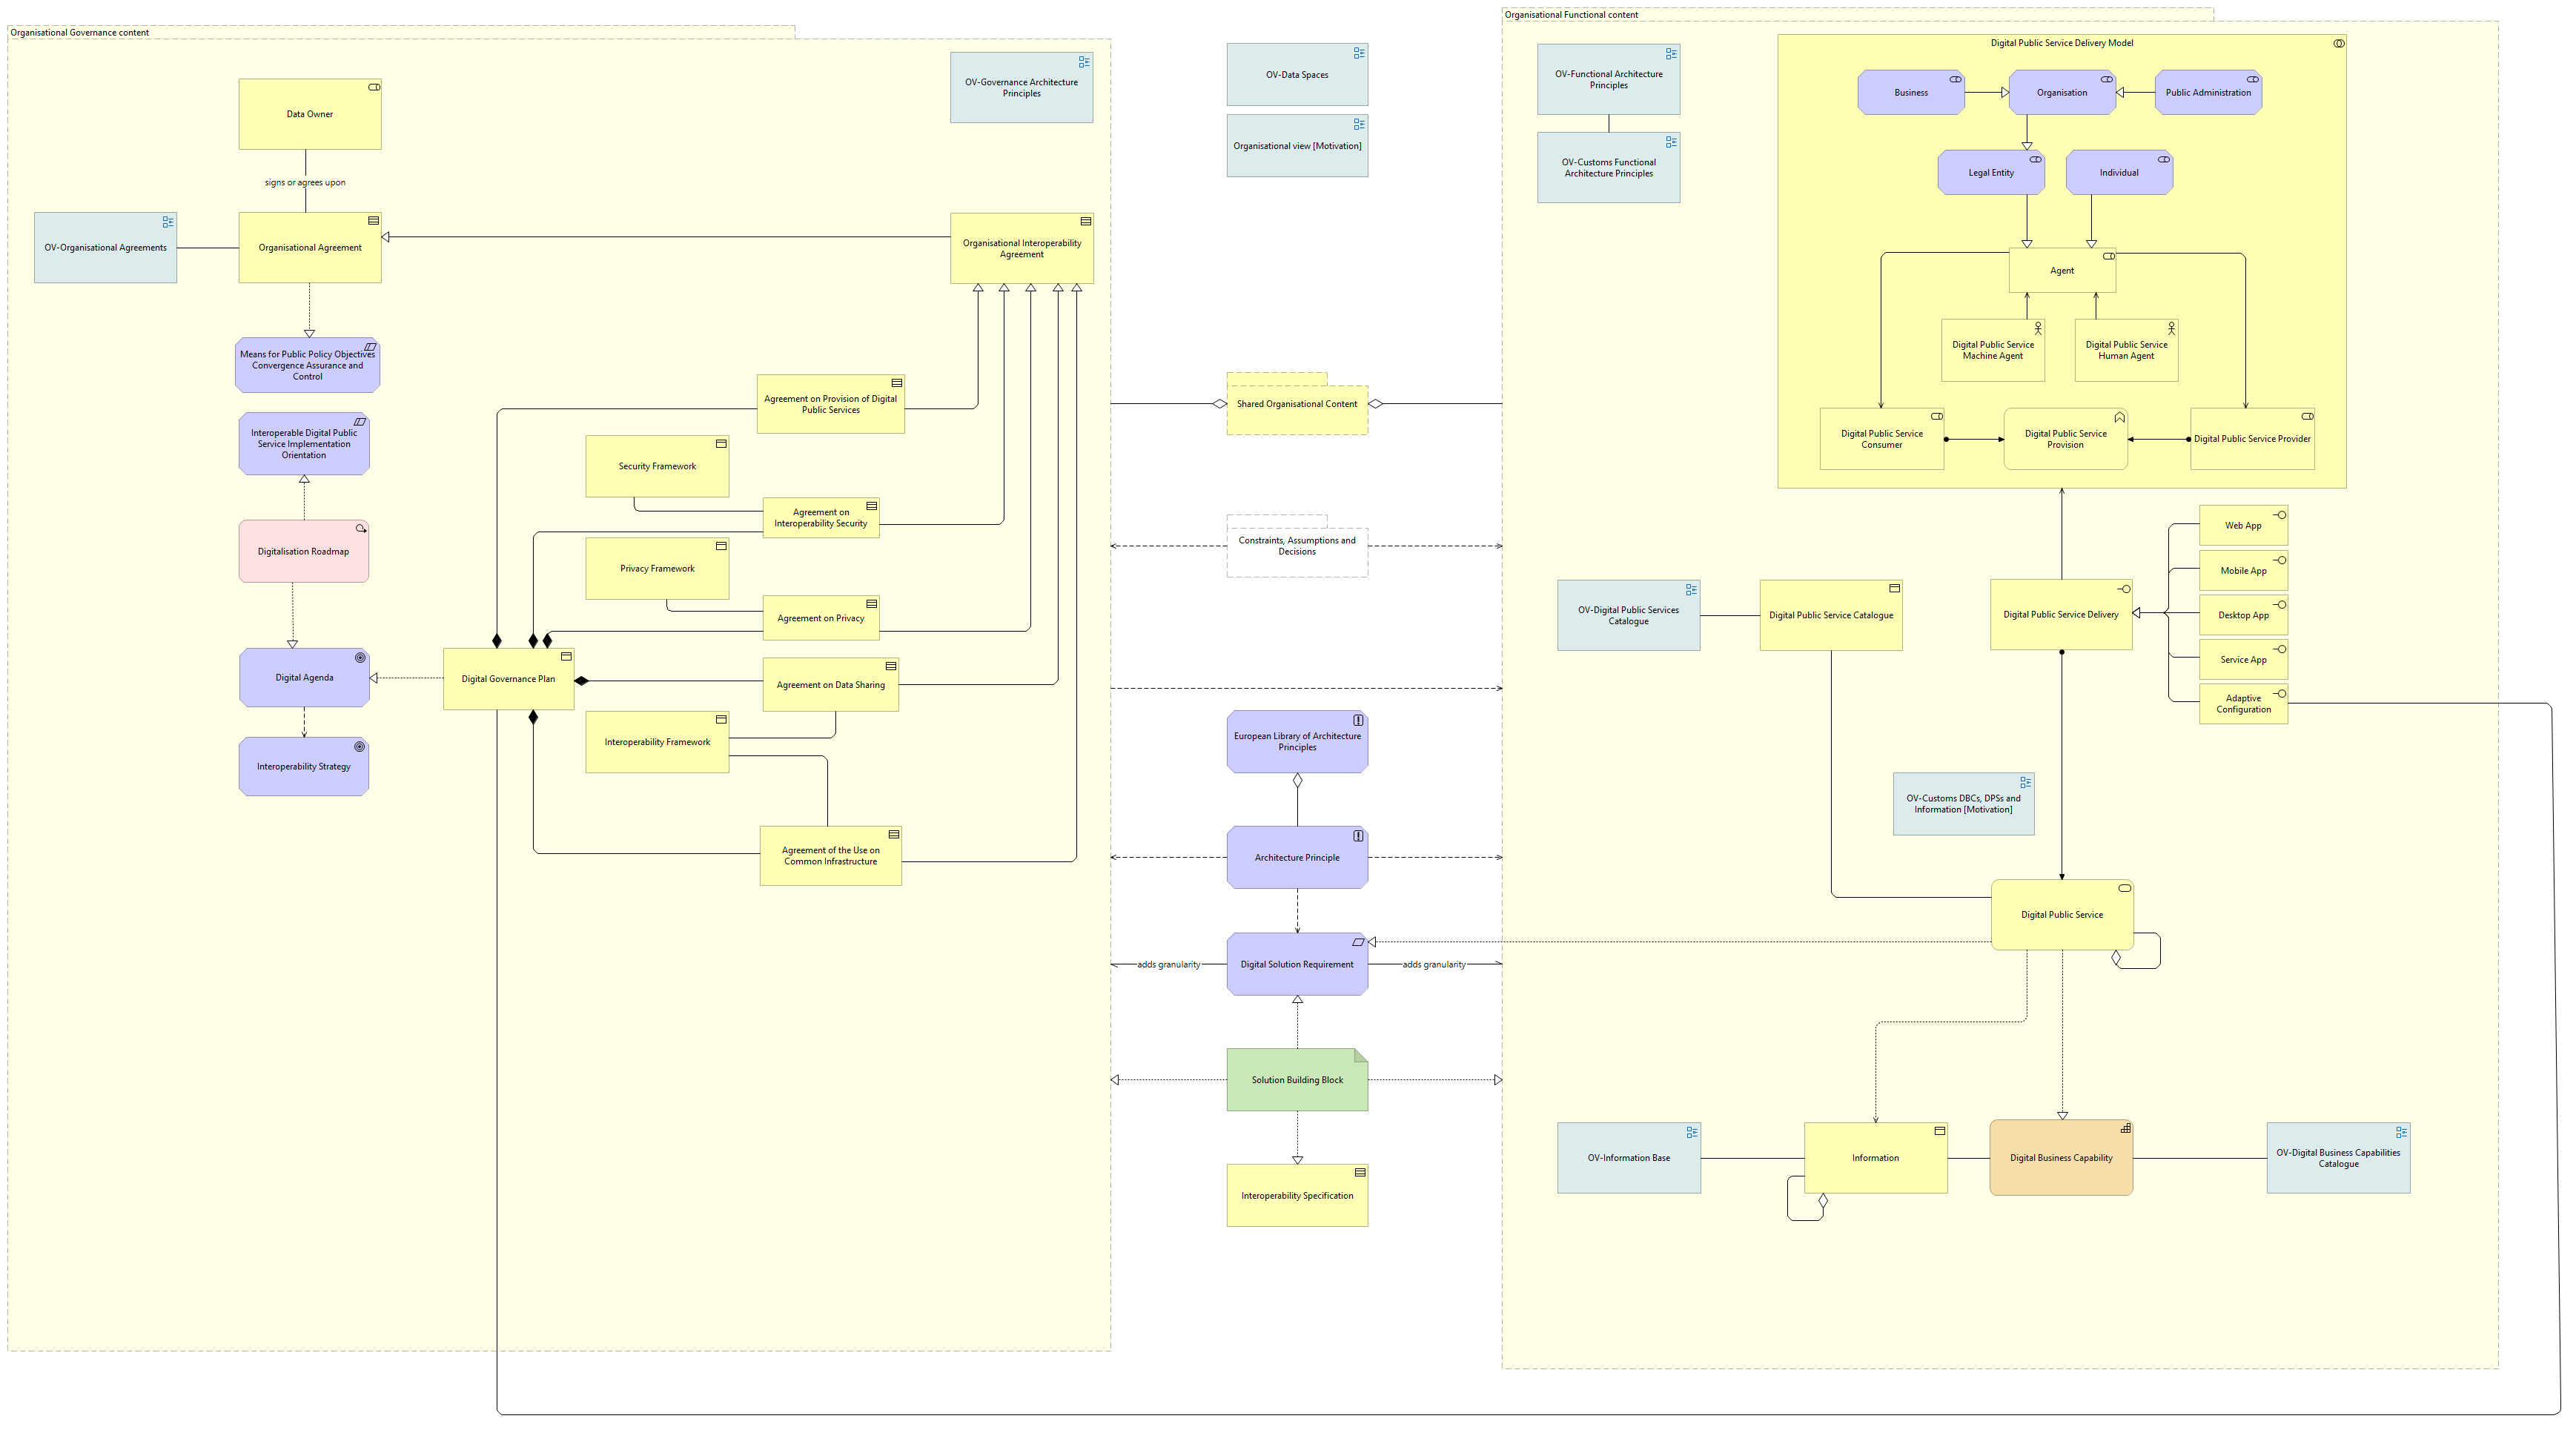 Organisational Governance content
OV-Governance Architecture
Principles
Data Owner
signs or agrees upon
OV-Organisational Agreements
Organisational Agreement
Organisational Interoperability
Agreement
Means for Public Policy Objectives
Convergence Assurance and
Control
Agreement on Provision of Digital
Public Services
Interoperable Digital Public
Service Implementation
Orientation
Security Framework
Agreement on
Interoperability Security
Digitalisation Roadmap
Privacy Framework
Agreement on Privacy
Digital Agenda
Digital Governance Plan
Agreement on Data Sharing
Interoperability Framework
Interoperability Strategy
Agreement of the Use on
Common Infrastructure
OV-Data Spaces
Organisational view [Motivation]
Shared Organisational Content
Constraints, Assumptions and
Decisions
European Library of Architecture
Principles
Architecture Principle
adds granularity
Digital Solution Requirement
adds granularity
Solution Building Block
Interoperability Specification
Organisational Functional content
OV-Functional Architecture
Principles
OV-Customs Functional
Architecture Principles
Digital Public Service Delivery Model
Business
Organisation
Public Administration
Legal Entity
Individual
Agent
Digital Public Service
Machine Agent
Digital Public Service
Human Agent
Digital Public Service
Consumer
Digital Public Service
Provision
Digital Public Service Provider
Web App
Mobile App
Desktop App
Service App
Adaptive
Configuration
OV-Digital Public Services
Catalogue
Digital Public Service Catalogue
Digital Public Service Delivery
OV-Customs DBCs, DPSs and
Information [Motivation]
Digital Public Service
OV-Information Base
Information
Digital Business Capability
OV-Digital Business Capabilities
Catalogue